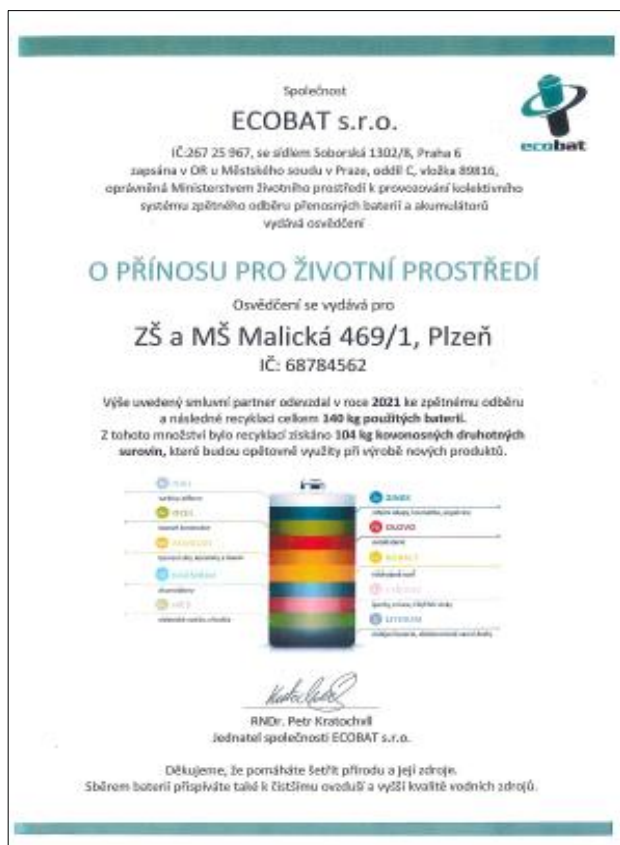 Společnost
ECOBAT s.r.o.
ecobat
IČ:267 25 967, se sídlem Soborská 1302/8, Praha 6
zapsána v OR u Městského soudu v Praze, oddíl C, vložka 89816,
oprávněná Ministerstvem životního prostředí k provozování kolektivního
systému zpětného odběru přenosných baterií a akumulátorů
vydává osvědčení
O PŘÍNOSU PRO ŽIVOTNÍ PROSTŘEDÍ
Osvědčení se vydává pro
ZŠ a MŠ Malická 469/1, Plzeň
IČ: 68784562
Výše uvedený smluvní partner odevzdal v roce 2021 ke zpětnému odběru
a následné recyklaci celkem 140 kg použitých baterií.
Z tohoto množství bylo recyklací získáno 104 kg kovonosných druhotných
surovin, které budou opětovně využity při výrobě nových produktů.
ZINEK
OLOVO
KOBALT
LITHIUM
RNDr. Petr Kratochvíl
Jednatel společnosti ECOBAT s.r.o.
Děkujeme, že pomáháte šetřit přírodu a její zdroje.
Sběrem baterií přispíváte také k čistšímu ovzduší a vyšší kvalitě vodních zdrojů.